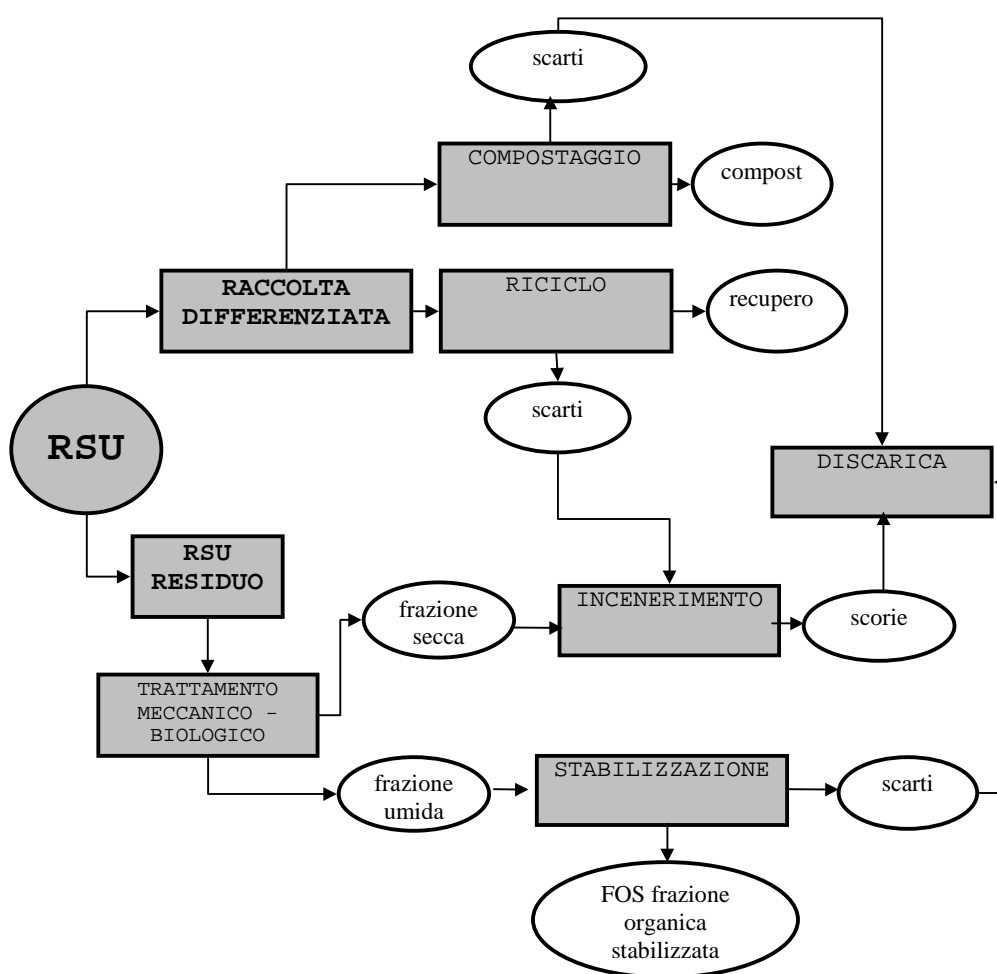 scarti
COMPOSTAGGIO
compost
RACCOLTA
DIFFERENZIATA
RICICLO
recupero
scarti
RSU
DISCARICA
RSU
RESIDUO
frazione
secca
INCENERIMENTO
scorie
TRATTAMENTO
MECCANICO -
BIOLOGICO
frazione
umida
STABILIZZAZIONE
scarti
FOS frazione
organica
stabilizzata